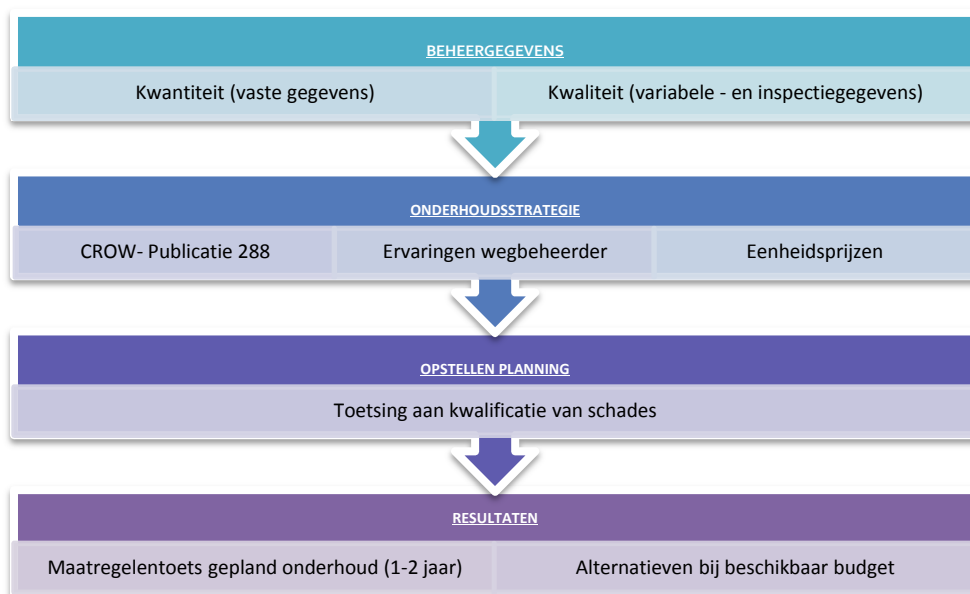 BEHEERGEGEVENS
Kwantiteit (vaste gegevens)
Kwaliteit (variabele - en inspectiegegevens)
ONDERHOUDSSTRATEGIE
CROW- Publicatie 288
Ervaringen wegbeheerder
Eenheidsprijzen
OPSTELLEN PLANNING
Toetsing aan kwalificatie van schades
RESULTATEN
Maatregelentoets gepland onderhoud (1-2 jaar)
Alternatieven bij beschikbaar budget